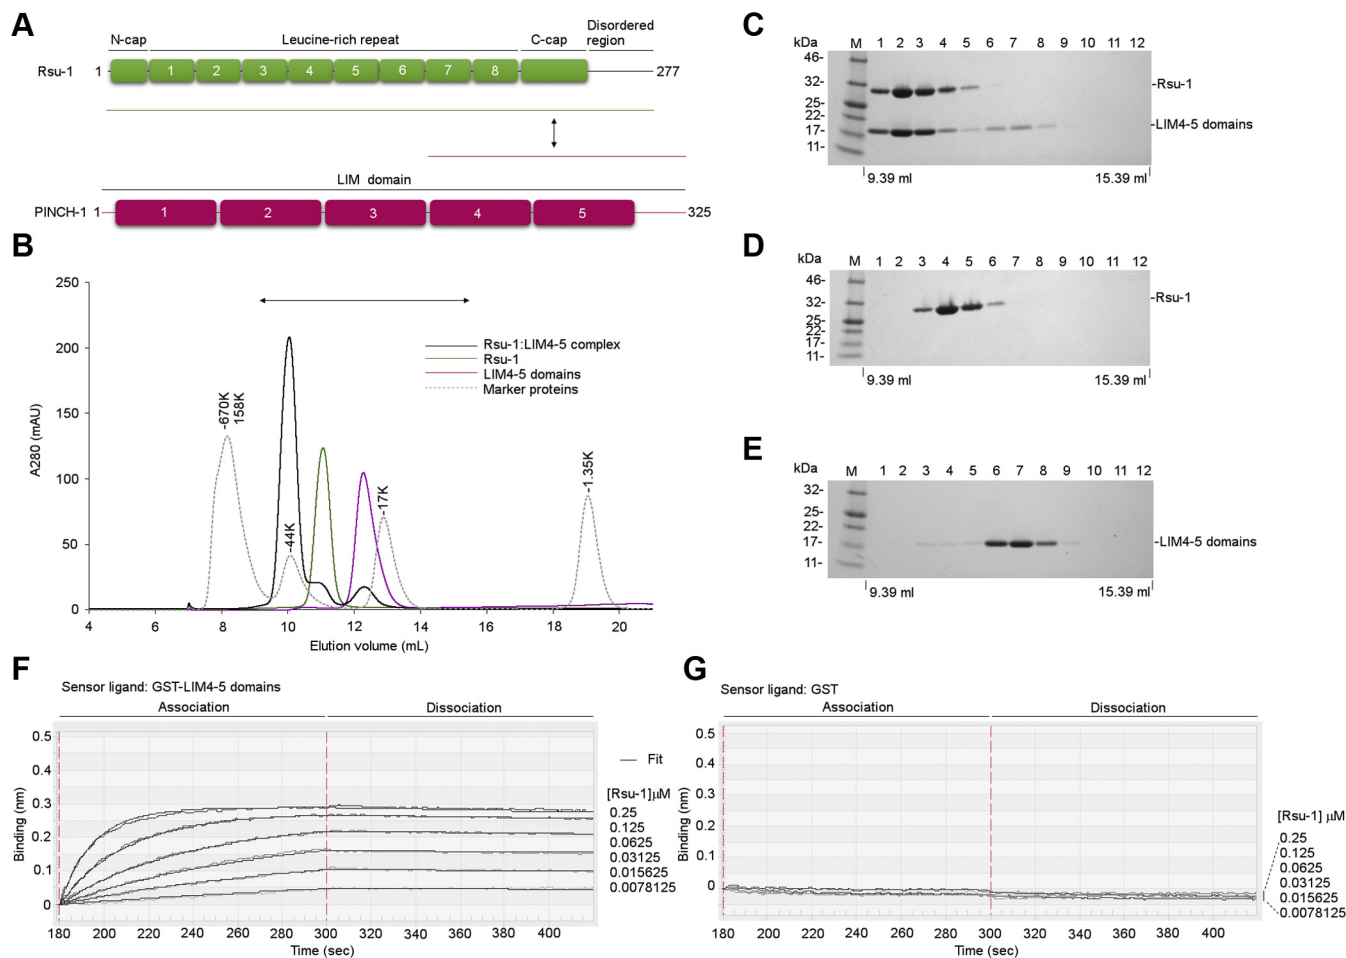 A
N-cap
Leucine-rich repeat
C-cap
Disordered
region
Rsu-1
1
1 2 3 4 5 6 7 8
277
LIM domain
PINCH-1
1
1 2 3 4 5
325
B
250
200
150
100
50
0
A280 (mAU)
4 6 8 10 12 14 16 18 20
Elution volume (mL)
-670K
158K
-44K
-17K
-1.35K
Rsu-1:LIM4-5 complex
Rsu-1
LIM4-5 domains
Marker proteins
C
kDa M 1 2 3 4 5 6 7 8 9 10 11 12
46-
32-
25-
22-
17-
11-
-Rsu-1
-LIM4-5 domains
9.39 ml
15.39 ml
D
kDa M 1 2 3 4 5 6 7 8 9 10 11 12
46-
32-
25-
22-
17-
11-
-Rsu-1
9.39 ml
15.39 ml
E
kDa M 1 2 3 4 5 6 7 8 9 10 11 12
32-
25-
22-
17-
11-
-LIM4-5 domains
9.39 ml
15.39 ml
F
Sensor ligand: GST-LIM4-5 domains
Association
Dissociation
0.5
0.4
0.3
0.2
0.1
0
Binding (nm)
180 200 220 240 260 280 300 320 340 360 380 400
Time (sec)
Fit
[Rsu-1]μM
0.25
0.125
0.0625
0.03125
0.015625
0.0078125
G
Sensor ligand: GST
Association
Dissociation
0.5
0.4
0.3
0.2
0.1
0
Binding (nm)
180 200 220 240 260 280 300 320 340 360 380 400
Time (sec)
[Rsu-1] μM
0.25
0.125
0.0625
0.03125
0.015625
0.0078125